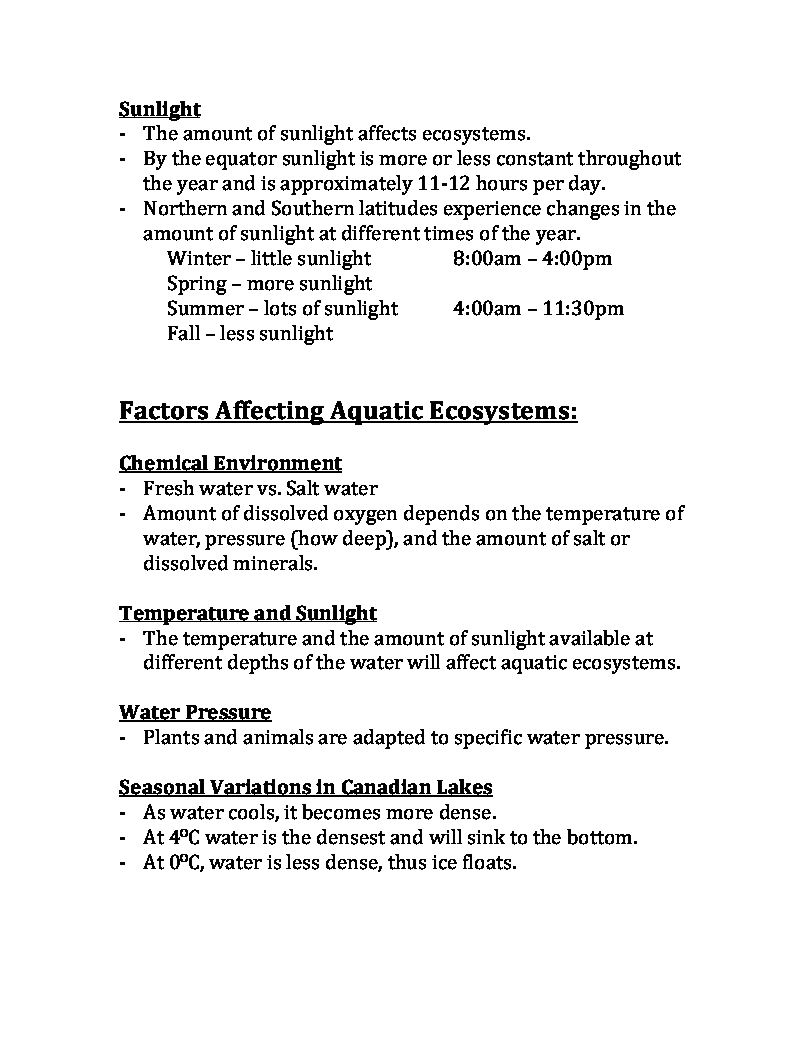 Sunlight
- The amount of sunlight affects ecosystems.
- By the equator sunlight is more or less constant throughout
the year and is approximately 11-12 hours per day.
- Northern and Southern latitudes experience changes in the
amount of sunlight at different times of the year.
Winter – little sunlight 8:00am – 4:00pm
Spring – more sunlight
Summer – lots of sunlight 4:00am – 11:30pm
Fall – less sunlight
Factors Affecting Aquatic Ecosystems:
Chemical Environment
- Fresh water vs. Salt water
- Amount of dissolved oxygen depends on the temperature of
water, pressure (how deep), and the amount of salt or
dissolved minerals.
Temperature and Sunlight
- The temperature and the amount of sunlight available at
different depths of the water will affect aquatic ecosystems.
Water Pressure
- Plants and animals are adapted to specific water pressure.
Seasonal Variations in Canadian Lakes
- As water cools, it becomes more dense.
- At 4ºC water is the densest and will sink to the bottom.
- At 0ºC, water is less dense, thus ice floats.